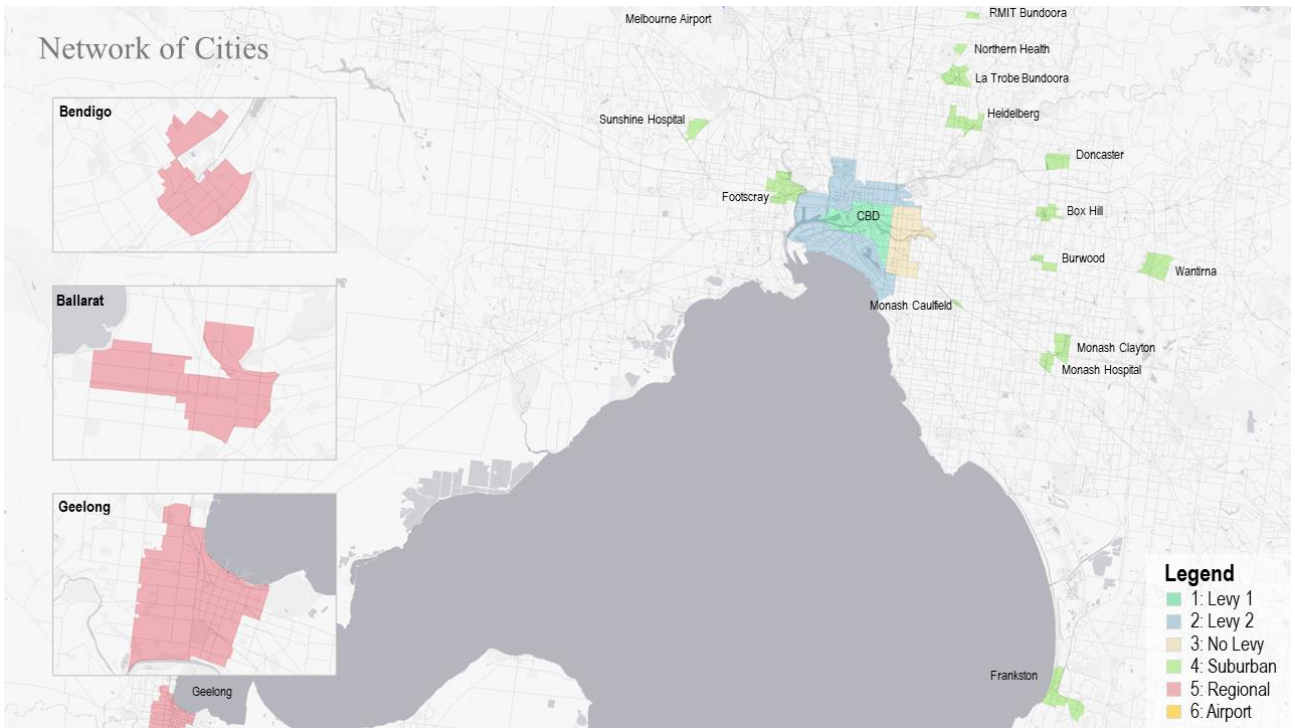 Network of Cities
Bendigo
Ballarat
Geelong
Geelong
Melbourne Airport
RMIT Bundoora
Northern Health
La Trobe Bundoora
Heidelberg
Sunshine Hospital
Doncaster
Footscray
CBD
Box Hill
Burwood
Wantirna
Monash Caulfield
Monash Clayton
Monash Hospital
Frankston
Legend
1: Levy 1
2: Levy 2
3: No Levy
4: Suburban
5: Regional
6: Airport